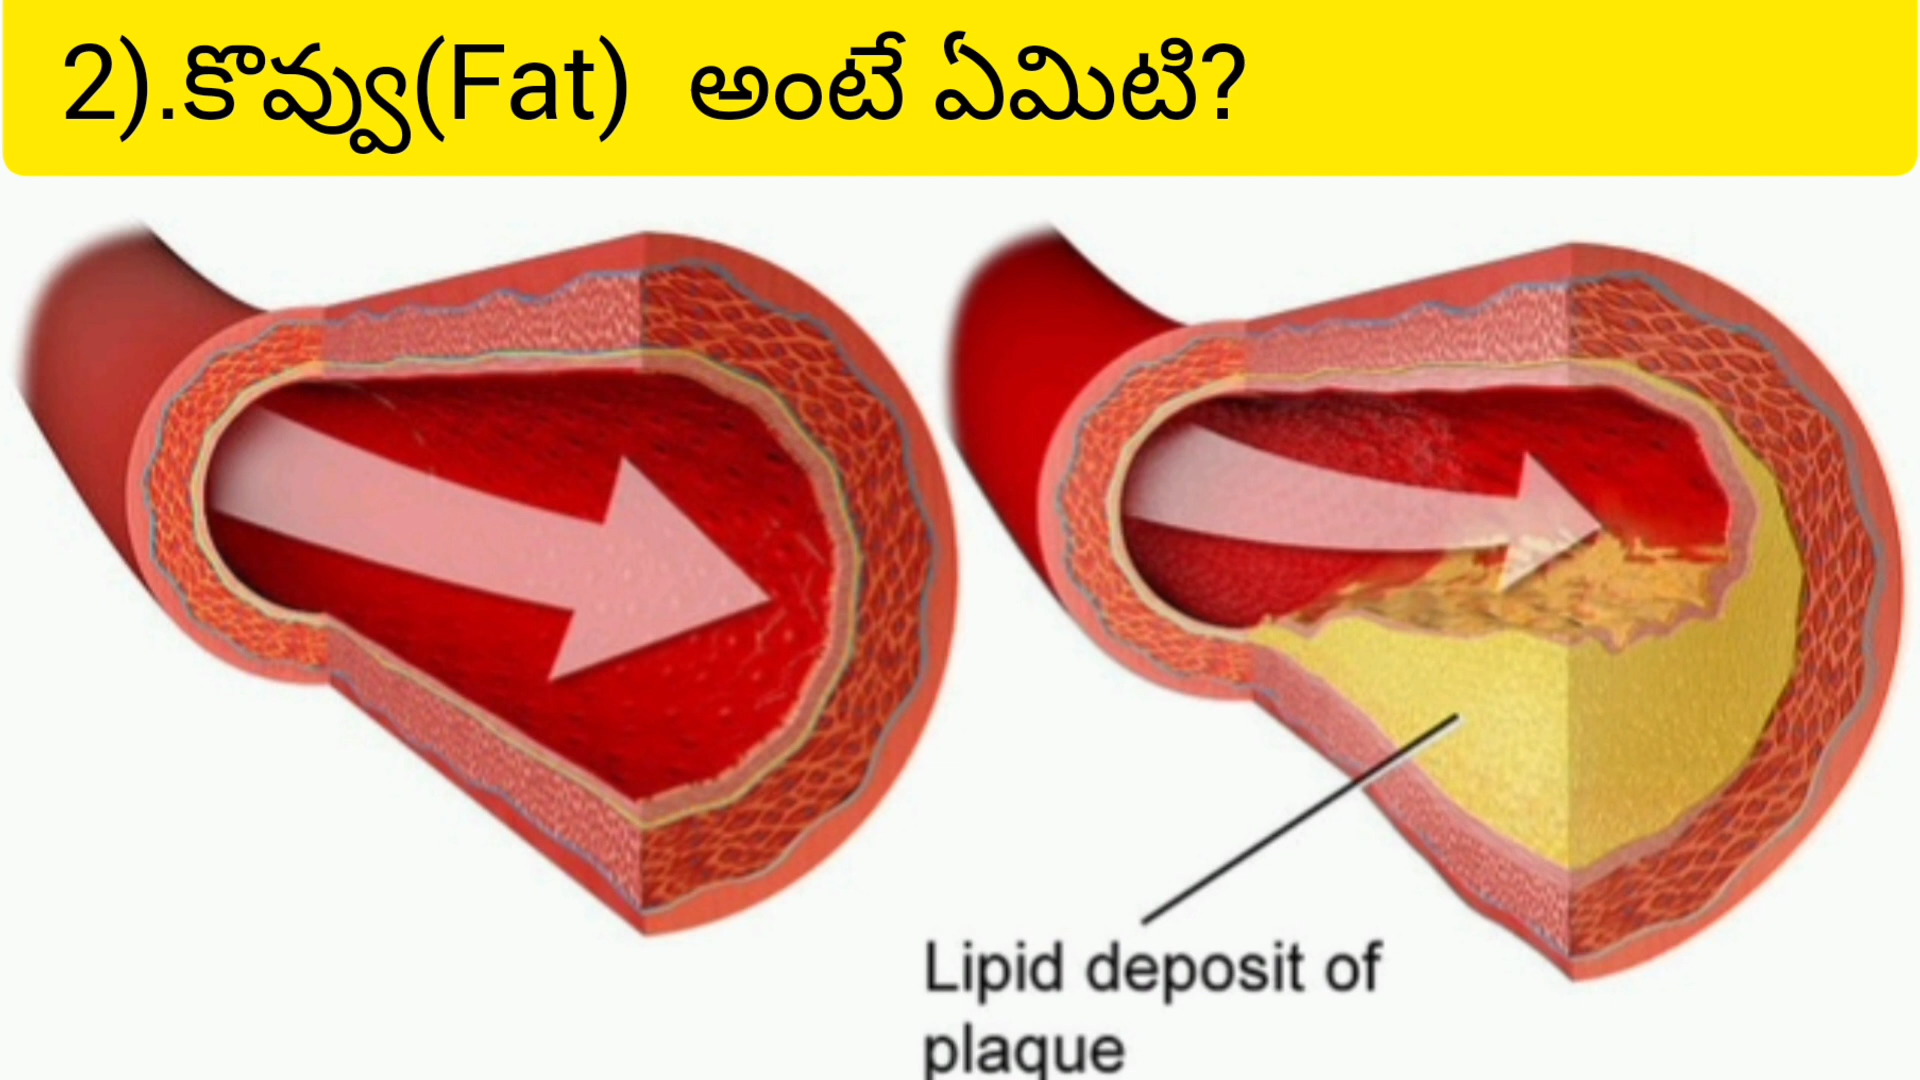 2).కొవ్వు(Fat) అంటే ఏమిటి?
Lipid deposit of
plaque